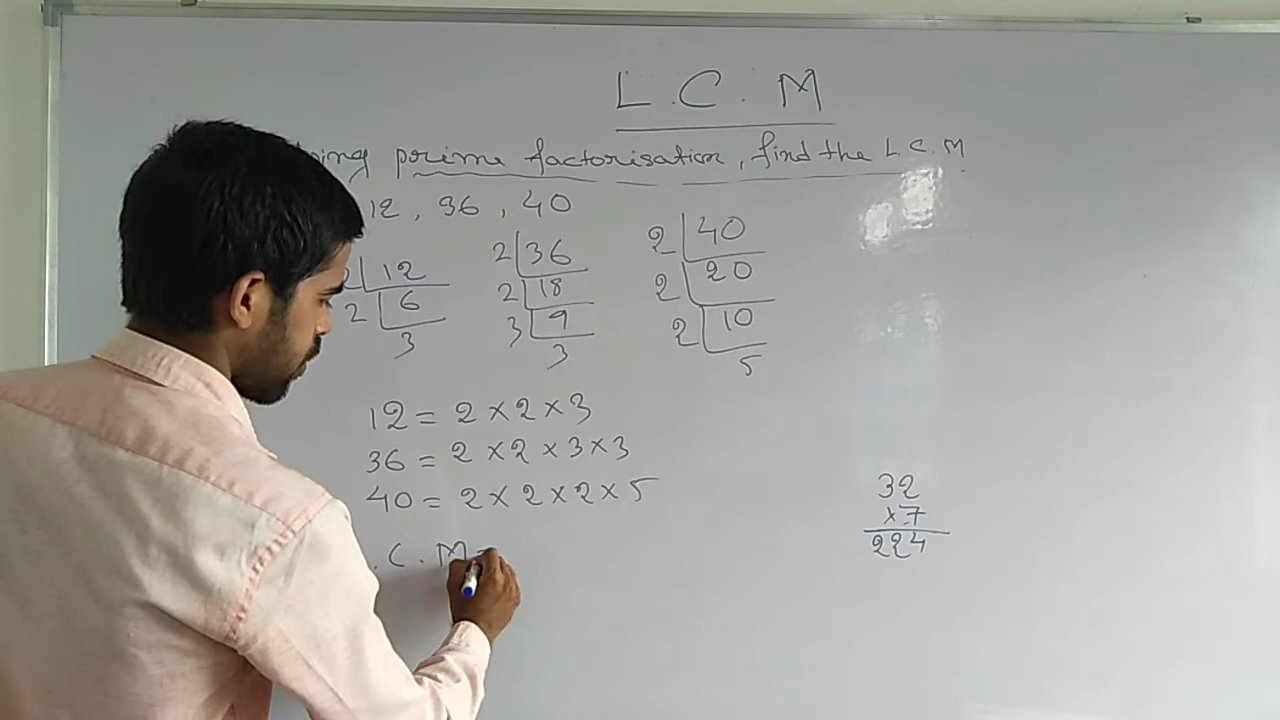 L.C.M
prime factorisation, find the L.C.M
12, 36, 40
2 12
2 6
3
2 36
2 18
3 9
3
2 40
2 20
2 10
5
12 = 2 × 2 × 3
36 = 2 × 2 × 3 × 3
40 = 2 × 2 × 2 × 5
.C.M=
32
×7
224